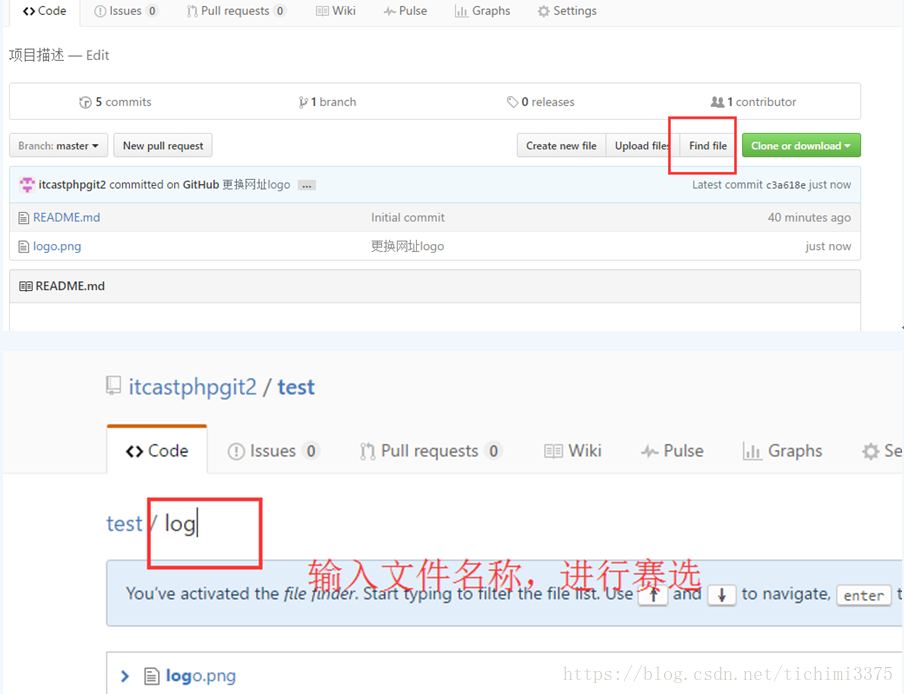 Code Issues 0 Pull requests 0 Wiki Pulse Graphs Settings
项目描述 — Edit
5 commits 1 branch 0 releases 1 contributor
Branch: master New pull request Create new file Upload files Find file Clone or download
itcastphpgit2 committed on GitHub 更换网址logo ... Latest commit c3a618e just now
README.md Initial commit 40 minutes ago
logo.png 更换网址logo just now
README.md
itcastphpgit2 / test
Code Issues 0 Pull requests 0 Wiki Pulse Graphs Se
test / log
输入文件名称，进行赛选
You've activated the file finder. Start typing to filter the file list. Use ↑ and ↓ to navigate, enter t
logo.png
https://blog.csdn.net/tichimi3375